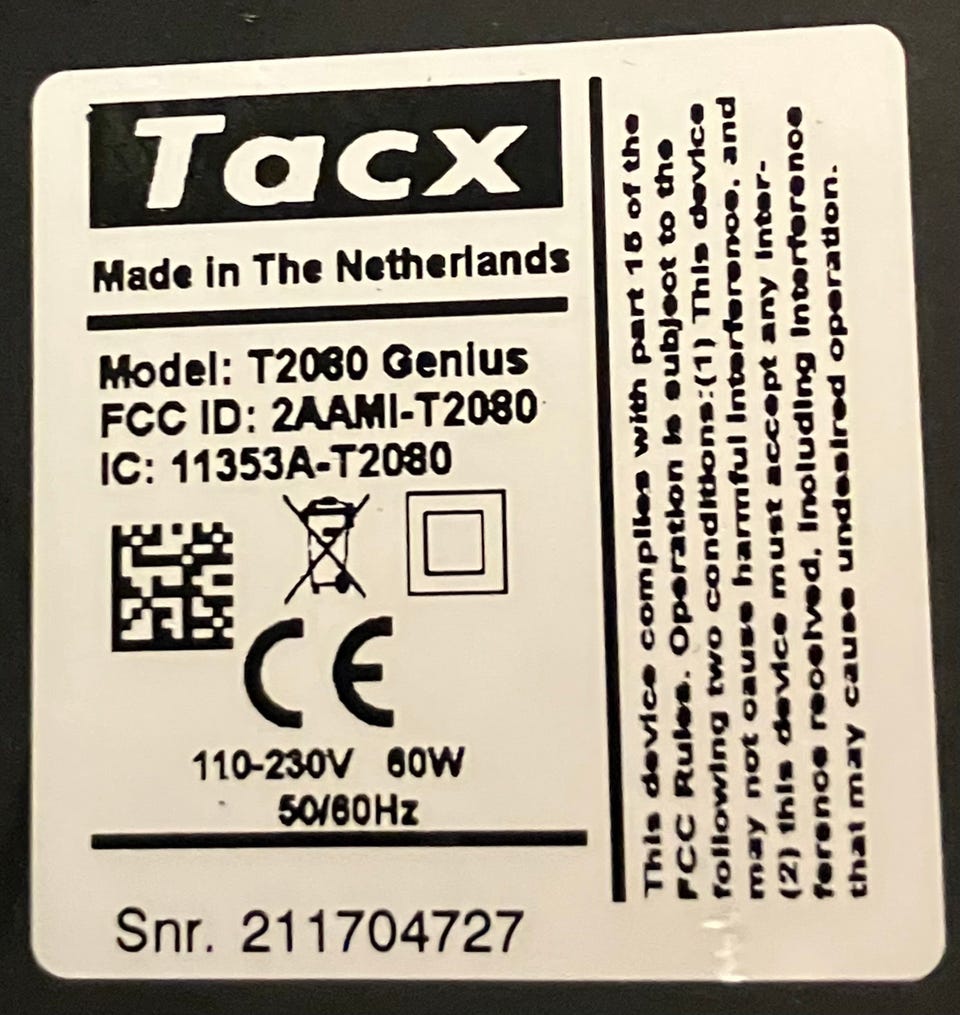 Tacx
Made in The Netherlands
Model: T2080 Genius
FCC ID: 2AAMI-T2080
IC: 11353A-T2080
CE
110-230V 60W
50/60Hz
Snr. 211704727
This device complies with part 15 of the
FCC Rules. Operation is subject to the
following two conditions:(1) This device
may not cause harmful interference, and
(2) this device must accept any inter-
ference received, including interference
that may cause undesired operation.